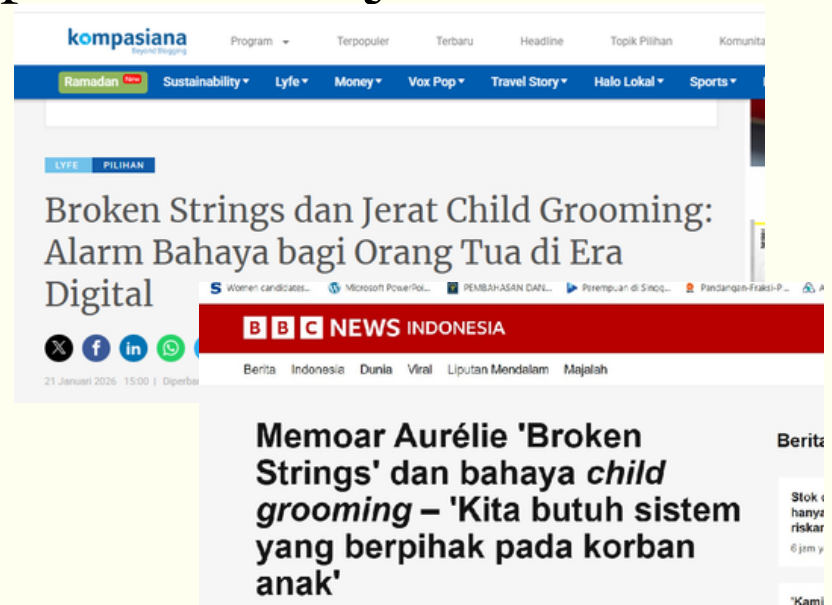 kompasiana
Beyond Blogging
Program Terpopuler Terbaru Headline Topik Pilihan
Ramadan New Sustainability Lyfe Money Vox Pop Travel Story Halo Lokal Sports
LYFE PILIHAN
Broken Strings dan Jerat Child Grooming:
Alarm Bahaya bagi Orang Tua di Era
Digital
21 Januari 2026 15:00 |
Women candidates... Microsoft PowerPoi... PEMBAHASAN DAN... Perempuan di Singg... Pandangan-Fraksi-P...
BBC NEWS INDONESIA
Berita Indonesia Dunia Viral Liputan Mendalam Majalah
Memoar Aurélie 'Broken
Strings' dan bahaya child
grooming – 'Kita butuh sistem
yang berpihak pada korban
anak'
Berita
Stok
hanya
riskan
6 jam
'Kami